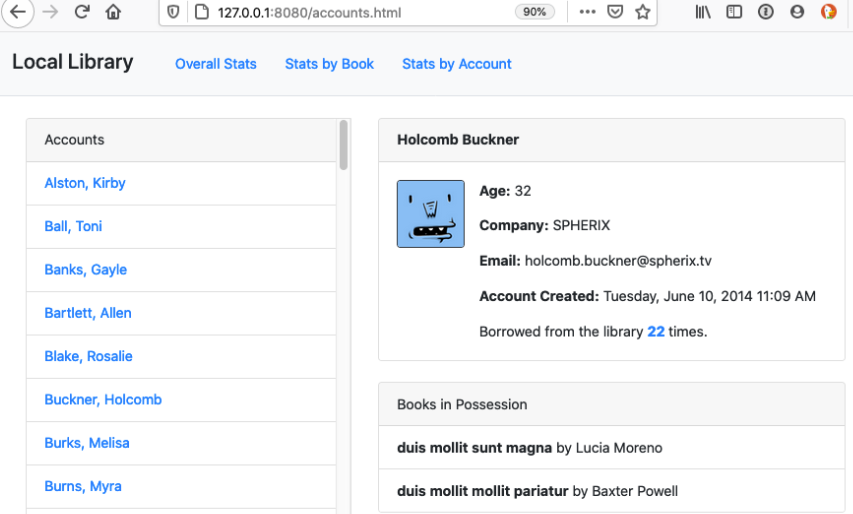 127.0.0.1:8080/accounts.html 90%
Local Library Overall Stats Stats by Book Stats by Account
Accounts
Alston, Kirby
Ball, Toni
Banks, Gayle
Bartlett, Allen
Blake, Rosalie
Buckner, Holcomb
Burks, Melisa
Burns, Myra
Holcomb Buckner
Age: 32
Company: SPHERIX
Email: holcomb.buckner@spherix.tv
Account Created: Tuesday, June 10, 2014 11:09 AM
Borrowed from the library 22 times.
Books in Possession
duis mollit sunt magna by Lucia Moreno
duis mollit mollit pariatur by Baxter Powell